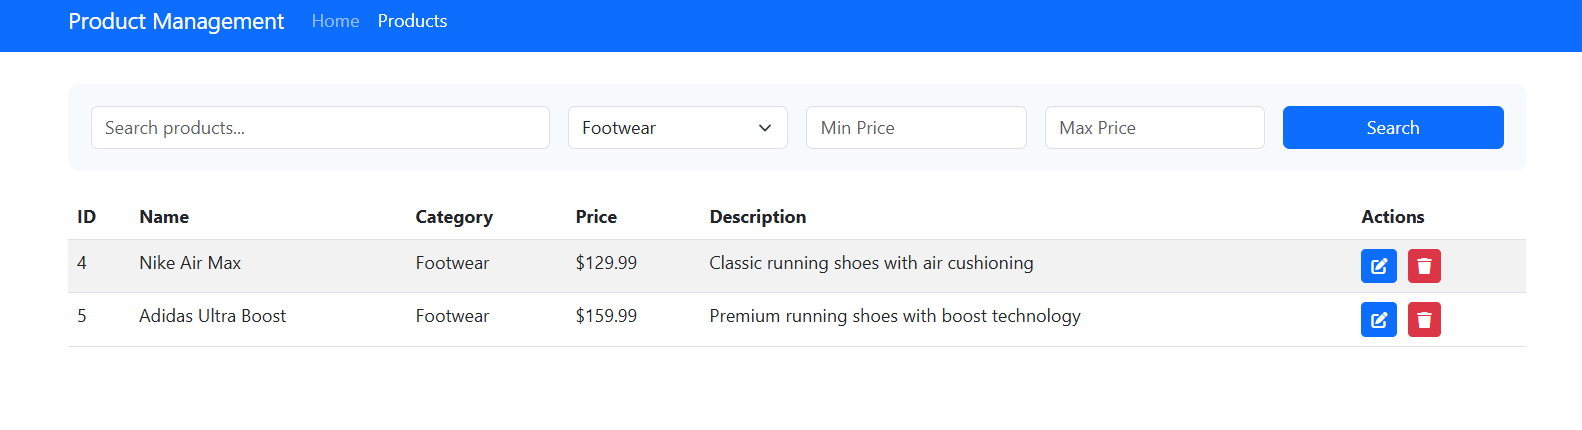 Product Management Home Products
Search products... Footwear Min Price Max Price Search
ID Name Category Price Description Actions
4 Nike Air Max Footwear $129.99 Classic running shoes with air cushioning
5 Adidas Ultra Boost Footwear $159.99 Premium running shoes with boost technology